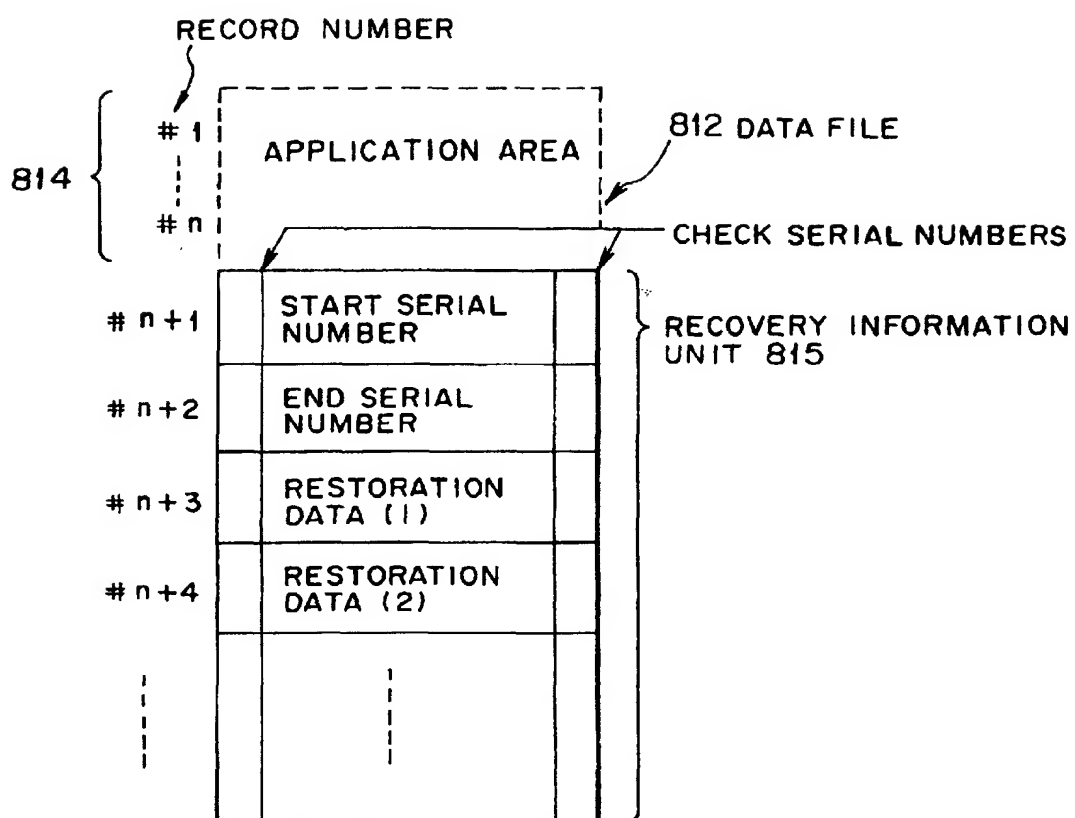 RECORD NUMBER
# 1
812 DATA FILE
APPLICATION AREA
814
# n
CHECK SERIAL NUMBERS
# n+1
START SERIAL
NUMBER
RECOVERY INFORMATION
UNIT 815
# n+2
END SERIAL
NUMBER
# n+3
RESTORATION
DATA (1)
# n+4
RESTORATION
DATA (2)